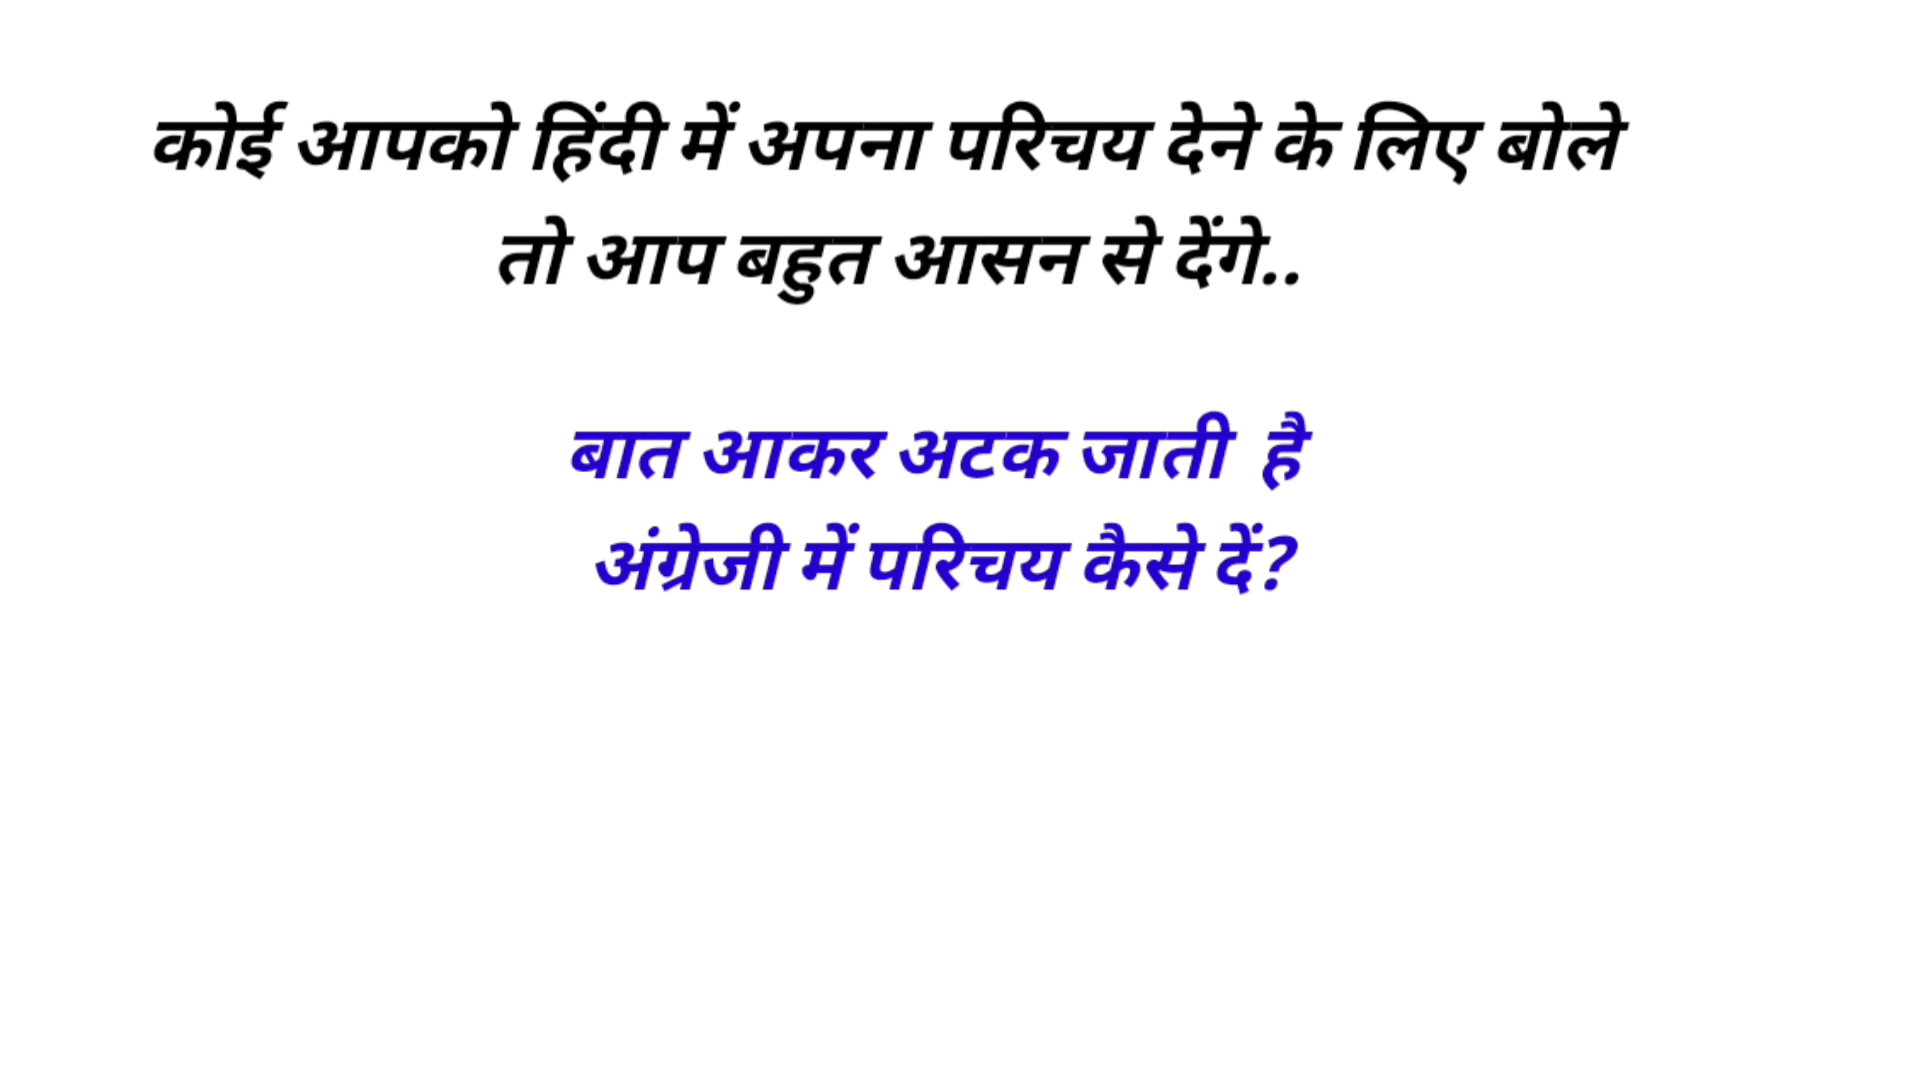 कोई आपको हिंदी में अपना परिचय देने के लिए बोले
तो आप बहुत आसन से देंगे..
बात आकर अटक जाती है
अंग्रेजी में परिचय कैसे दें?